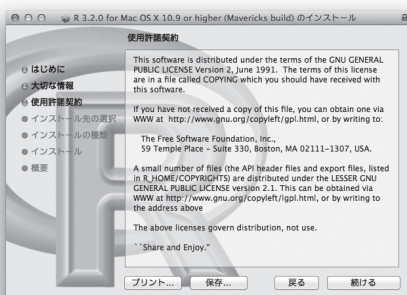 R 3.2.0 for Mac OS X 10.9 or higher (Mavericks build) のインストール
使用許諾契約
はじめに
大切な情報
使用許諾契約
インストール先の選択
インストールの種類
インストール
概要
This software is distributed under the terms of the GNU GENERAL
PUBLIC LICENSE Version 2, June 1991.  The terms of this license
are in a file called COPYING which you should have received with
this software.
If you have not received a copy of this file, you can obtain one via
WWW at  http://www.gnu.org/copyleft/gpl.html, or by writing to:
The Free Software Foundation, Inc.,
59 Temple Place - Suite 330, Boston, MA 02111-1307, USA.
A small number of files (the API header files and export files, listed
in R_HOME/COPYRIGHTS) are distributed under the LESSER GNU
GENERAL PUBLIC LICENSE version 2.1. This can be obtained via
WWW at http://www.gnu.org/copyleft/lgpl.html, or by writing to
the address above
The above licenses govern distribution, not use.
``Share and Enjoy."
プリント...
保存...
戻る
続ける